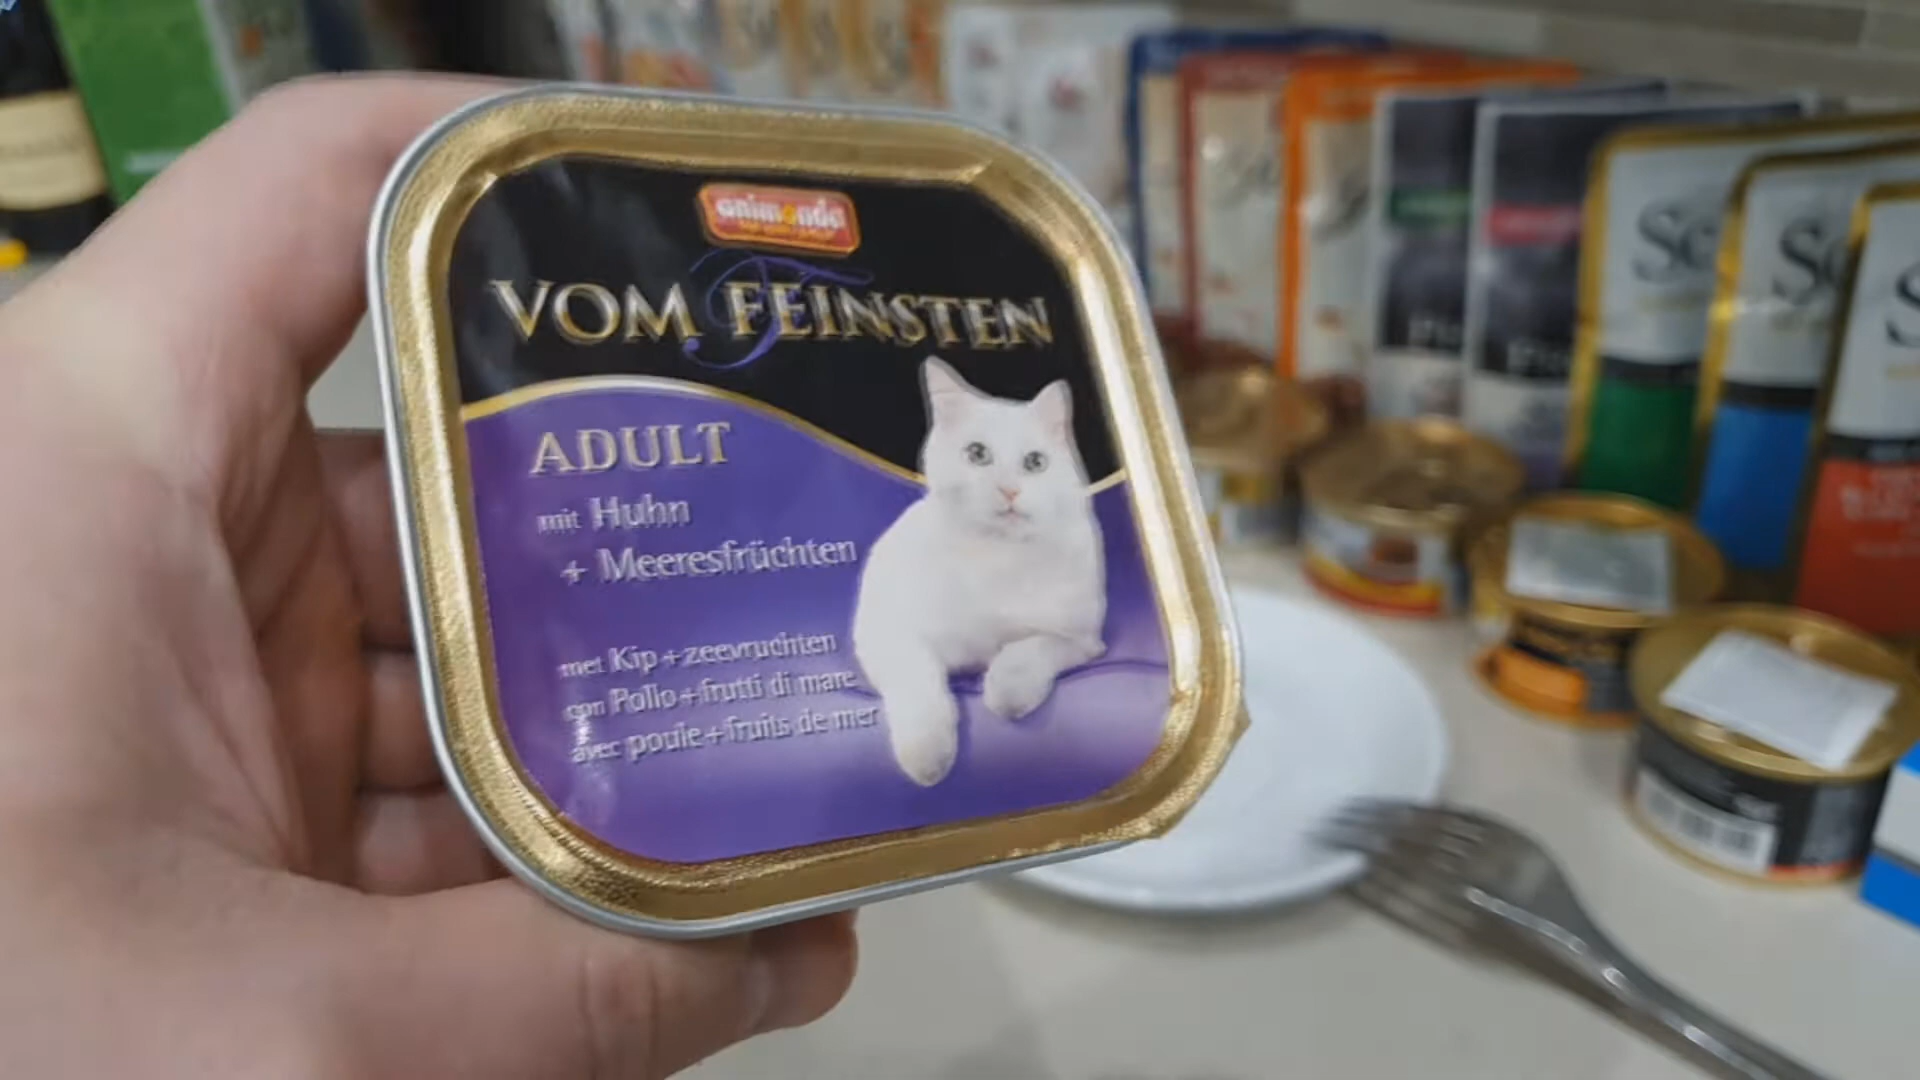 animonda
VOM FEINSTEN
ADULT
mit Huhn
+ Meeresfrüchten
met Kip + zeevruchten
con Pollo + frutti di mare
avec poule + fruits de mer